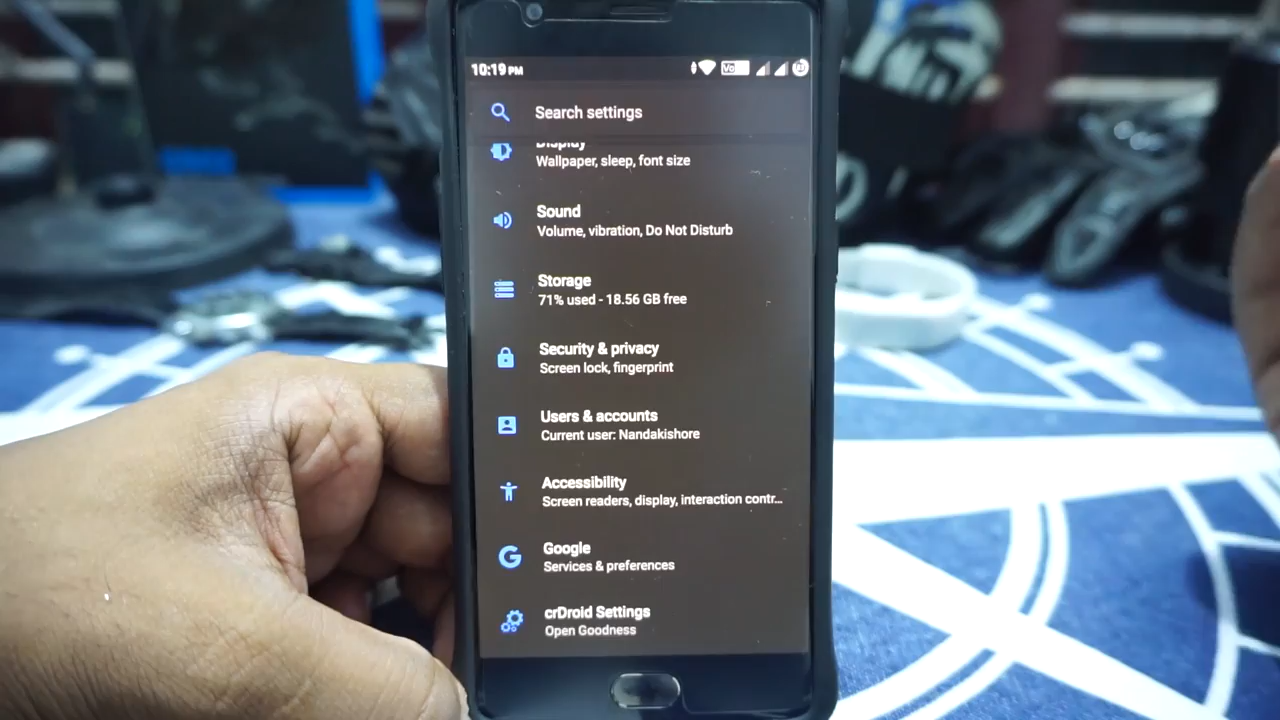 10:19 PM
Search settings
Display
Wallpaper, sleep, font size
Sound
Volume, vibration, Do Not Disturb
Storage
71% used - 18.56 GB free
Security & privacy
Screen lock, fingerprint
Users & accounts
Current user: Nandakishore
Accessibility
Screen readers, display, interaction contr...
Google
Services & preferences
crDroid Settings
Open Goodness